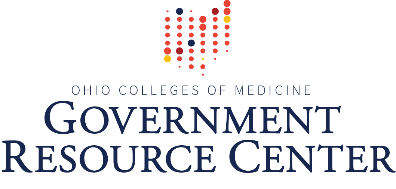 OHIO COLLEGES OF MEDICINE
GOVERNMENT
RESOURCE CENTER